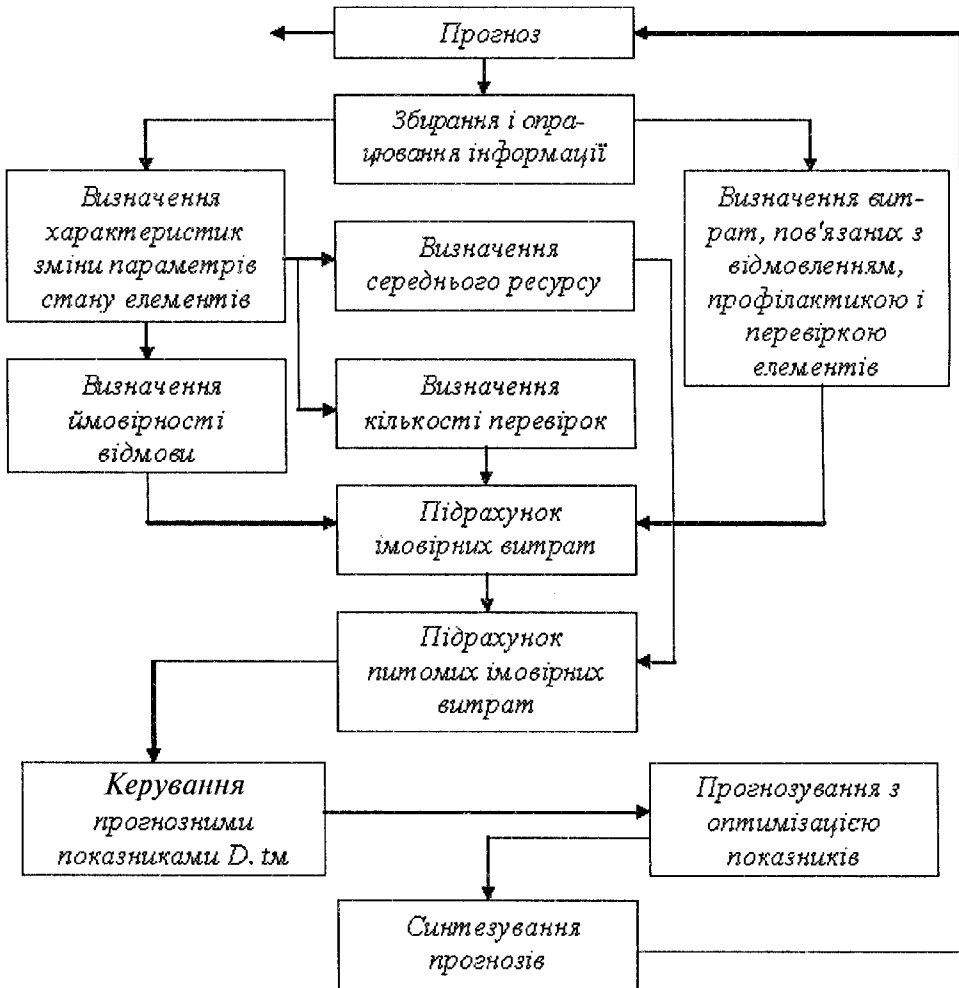 Прогноз
Збирання і опра-
цювання інформації
Визначення
характеристик
зміни параметрів
стану елементів
Визначення
середнього ресурсу
Визначення вит-
рат, пов'язаних з
відмовленням,
профілактикою і
перевіркою
елементів
Визначення
ймовірності
відмови
Визначення
кількості перевірок
Підрахунок
імовірних витрат
Підрахунок
питомих імовірних
витрат
Керування
прогнозними
показниками D. tм
Прогнозування з
оптимізацією
показників
Синтезування
прогнозів